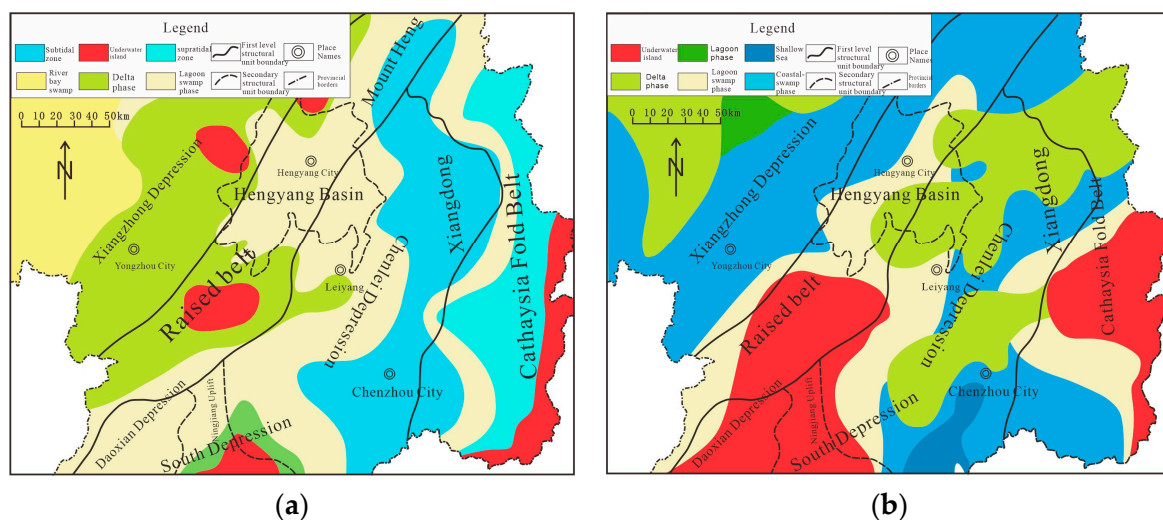 Legend
Subtidal
zone
Underwater
island
supratidal
zone
First level
structural
unit boundary
Place
Names
River
bay
swamp
Delta
phase
Lagoon
swamp
phase
Secondary
structural
unit boundary
Provincial
borders
0 10 20 30 40 50km
N
Mount Heng
Xiangzhong Depression
Hengyang City
Hengyang Basin
Yongzhou City
Raised belt
Leiyang
Chenlei Depression
Xiangdong
Cathaysia Fold Belt
Chenzhou City
Daoxian Depression
Ningjiang Uplift
South Depression
(a)
Legend
Underwater
island
Lagoon
phase
Shallow
Sea
First level
structural
unit boundary
Place
Names
Delta
phase
Lagoon
swamp
phase
Coastal-
swamp phase
Secondary
structural
unit boundary
Provincial
borders
0 10 20 30 40 50km
N
Xiangzhong Depression
Hengyang City
Hengyang Basin
Yongzhou City
Raised belt
Leiyang
Chenlei Depression
Xiangdong
Cathaysia Fold Belt
Chenzhou City
Daoxian Depression
Ningjiang Uplift
South Depression
(b)